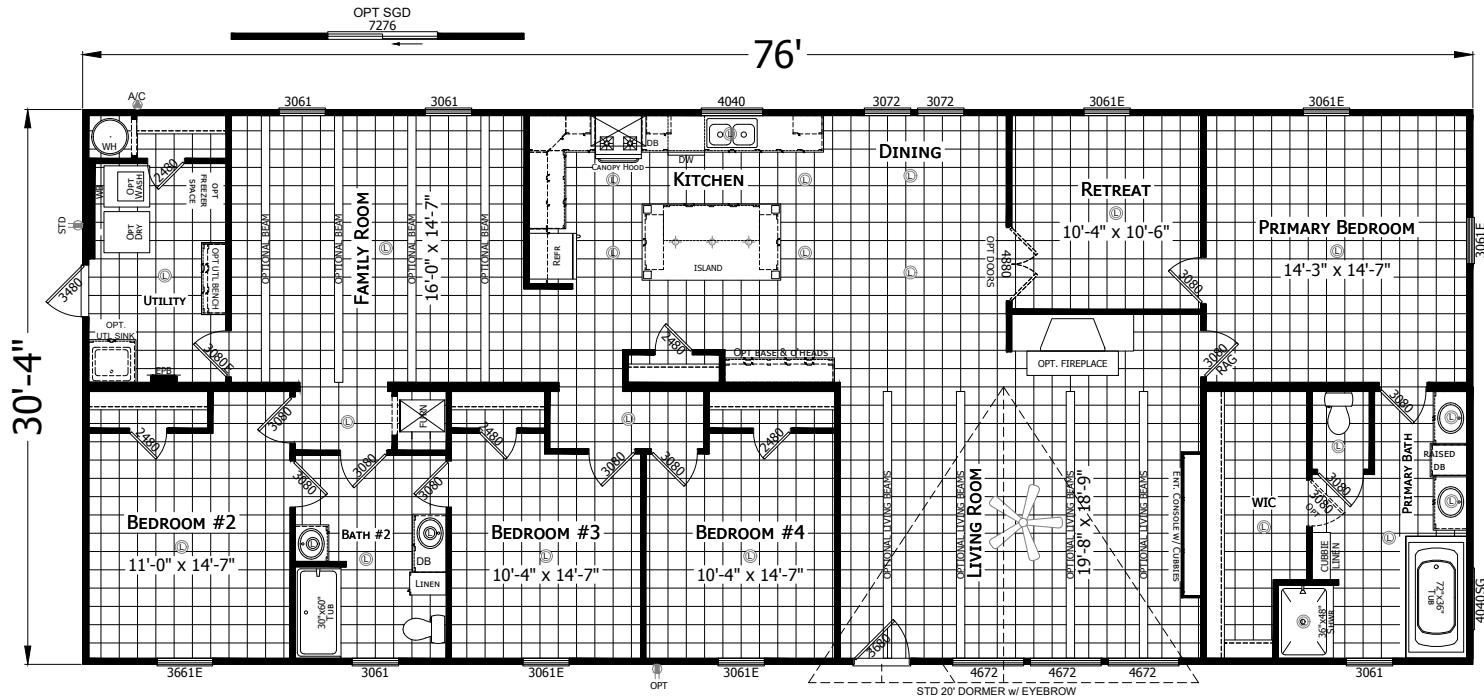 OPT SGD
7276
76'
A/C
3061
3061
4040
3072
3072
3061E
3061E
WH
2480
OPT WASH
OPT FREEZER SPACE
OPT DRY
STD
OPT UTL BENCH
3480
UTILITY
OPT.
UTL SINK
3080E
EPB
30'-4"
OPTIONAL BEAM
OPTIONAL BEAM
FAMILY ROOM
16'-0" x 14'-7"
OPTIONAL BEAM
OPTIONAL BEAM
CANOPY HOOD
DB
DW
KITCHEN
REFR
ISLAND
2480
OPT BASE & O'HEADS
DINING
OPT DOORS
4880
RETREAT
10'-4" x 10'-6"
3080
PRIMARY BEDROOM
14'-3" x 14'-7"
3061E
OPT. FIREPLACE
3080
RAG
2480
3080
FURN
3080
3080
3080
2480
3080
3080
2480
BEDROOM #2
11'-0" x 14'-7"
BATH #2
DB
LINEN
30"x60"
TUB
BEDROOM #3
10'-4" x 14'-7"
BEDROOM #4
10'-4" x 14'-7"
OPTIONAL LIVING BEAMS
OPTIONAL LIVING BEAMS
LIVING ROOM
19'-8" x 18'-9"
OPTIONAL LIVING BEAMS
OPTIONAL LIVING BEAMS
ENT. CONSOLE W/ CUBBIES
WIC
3080
3080
OPT
3080
PRIMARY BATH
RAISED
DB
CUBBIE
LINEN
36"x48"
SHWR
72"x36"
TUB
4040SG
3680
3661E
3061
3061E
OPT
3061E
4672
4672
4672
3061
STD 20' DORMER w/ EYEBROW